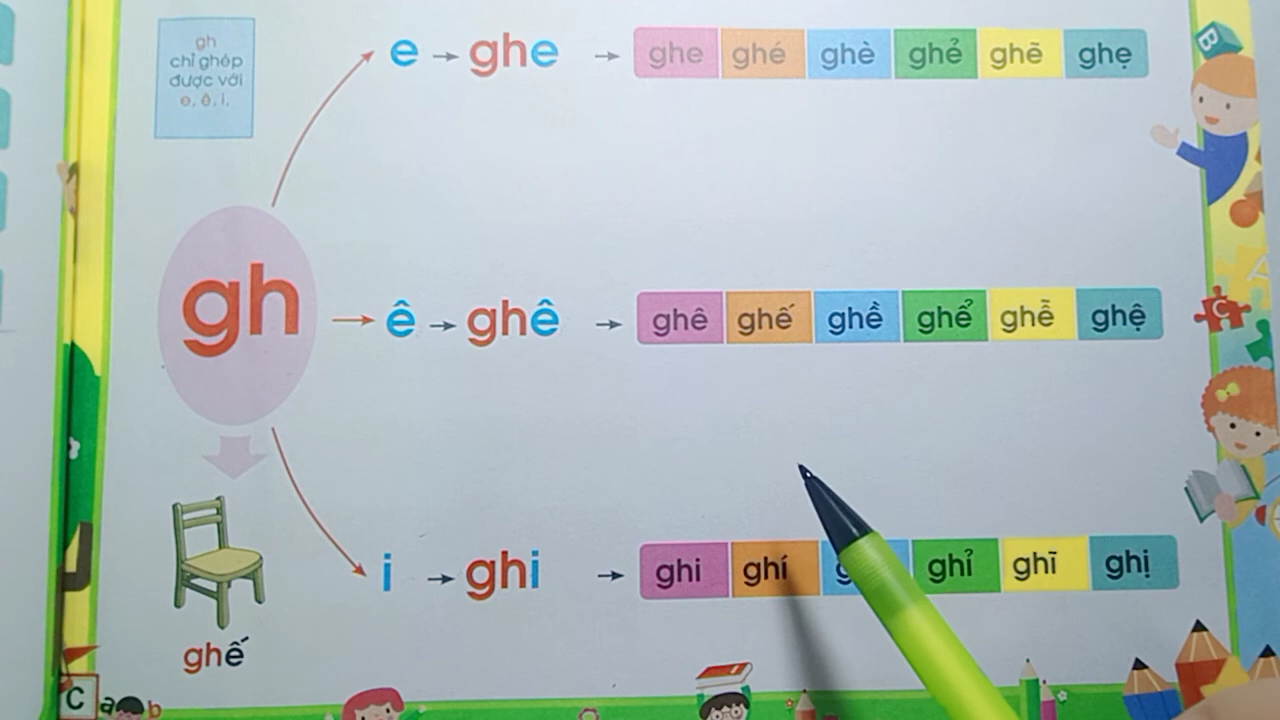 gh
chỉ ghép
được với
e, ê, i.
e → ghe → ghe ghé ghè ghẻ ghẽ ghẹ
gh
ê → ghê → ghê ghế ghề ghể ghễ ghệ
i → ghi → ghi ghí ghỉ ghĩ ghị
ghế
B
A
C
C a b